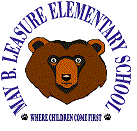 MAY B. LEASURE ELEMENTARY SCHOOL
WHERE CHILDREN COME FIRST